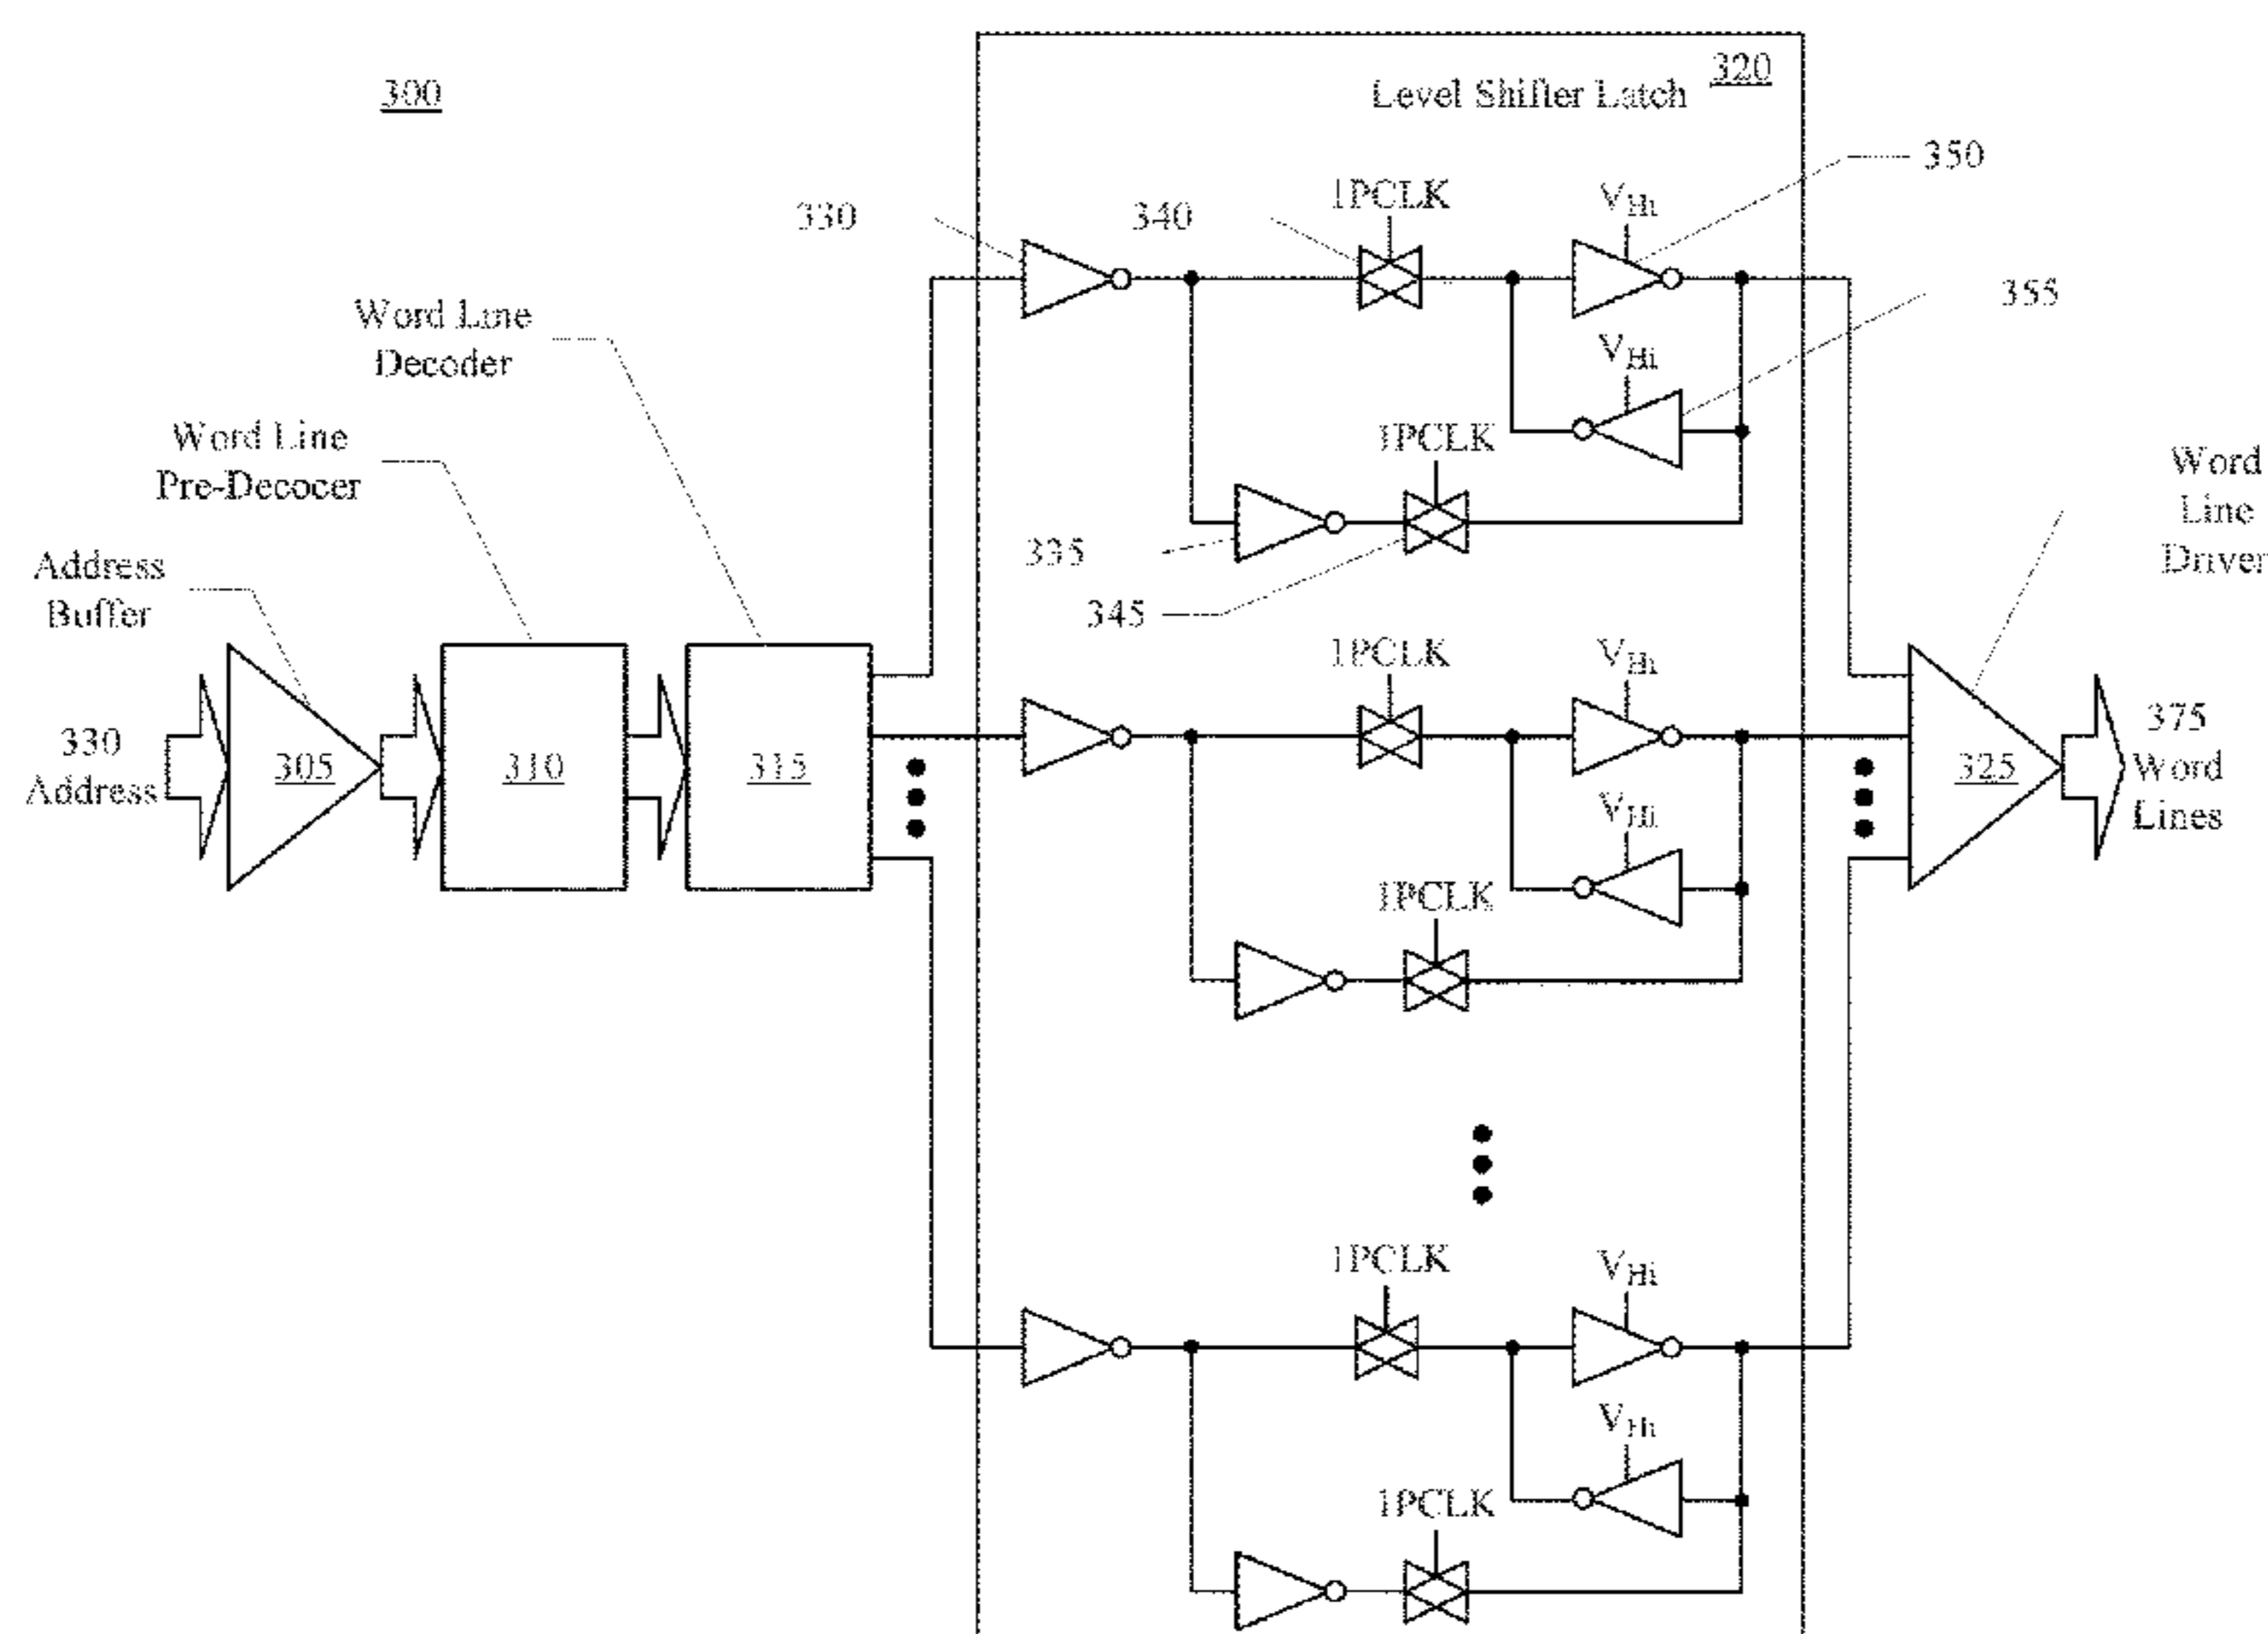 300
320
Level Shifter Latch
350
330
340
1PCLK
VHi
355
VHi
Word Line
Decoder
1PCLK
Word Line
Pre-Decocer
335
345
Word
Line
Driver
Address
Buffer
1PCLK
VHi
330
Address
305
310
315
325
375
Word
Lines
VHi
1PCLK
1PCLK
VHi
VHi
1PCLK